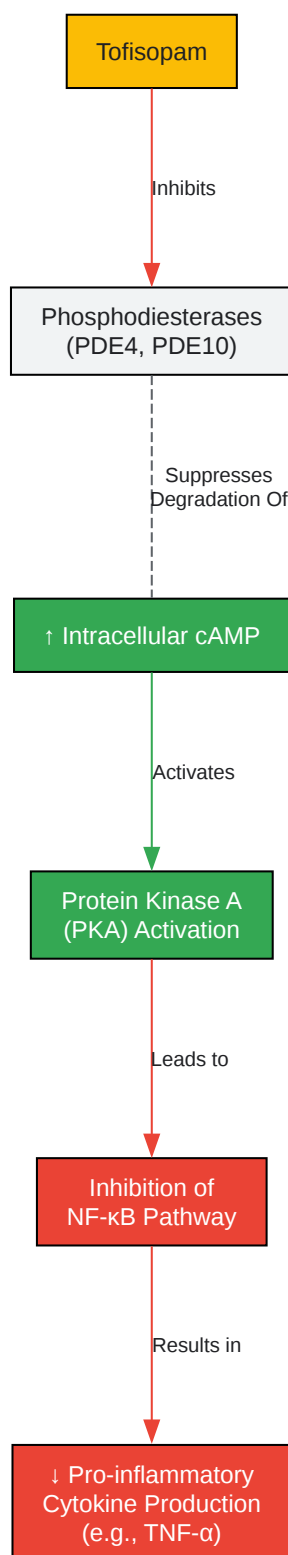 Tofisopam
Inhibits
Phosphodiesterases
(PDE4, PDE10)
Suppresses
Degradation Of
↑ Intracellular cAMP
Activates
Protein Kinase A
(PKA) Activation
Leads to
Inhibition of
NF-κB Pathway
Results in
↓ Pro-inflammatory
Cytokine Production
(e.g., TNF-α)